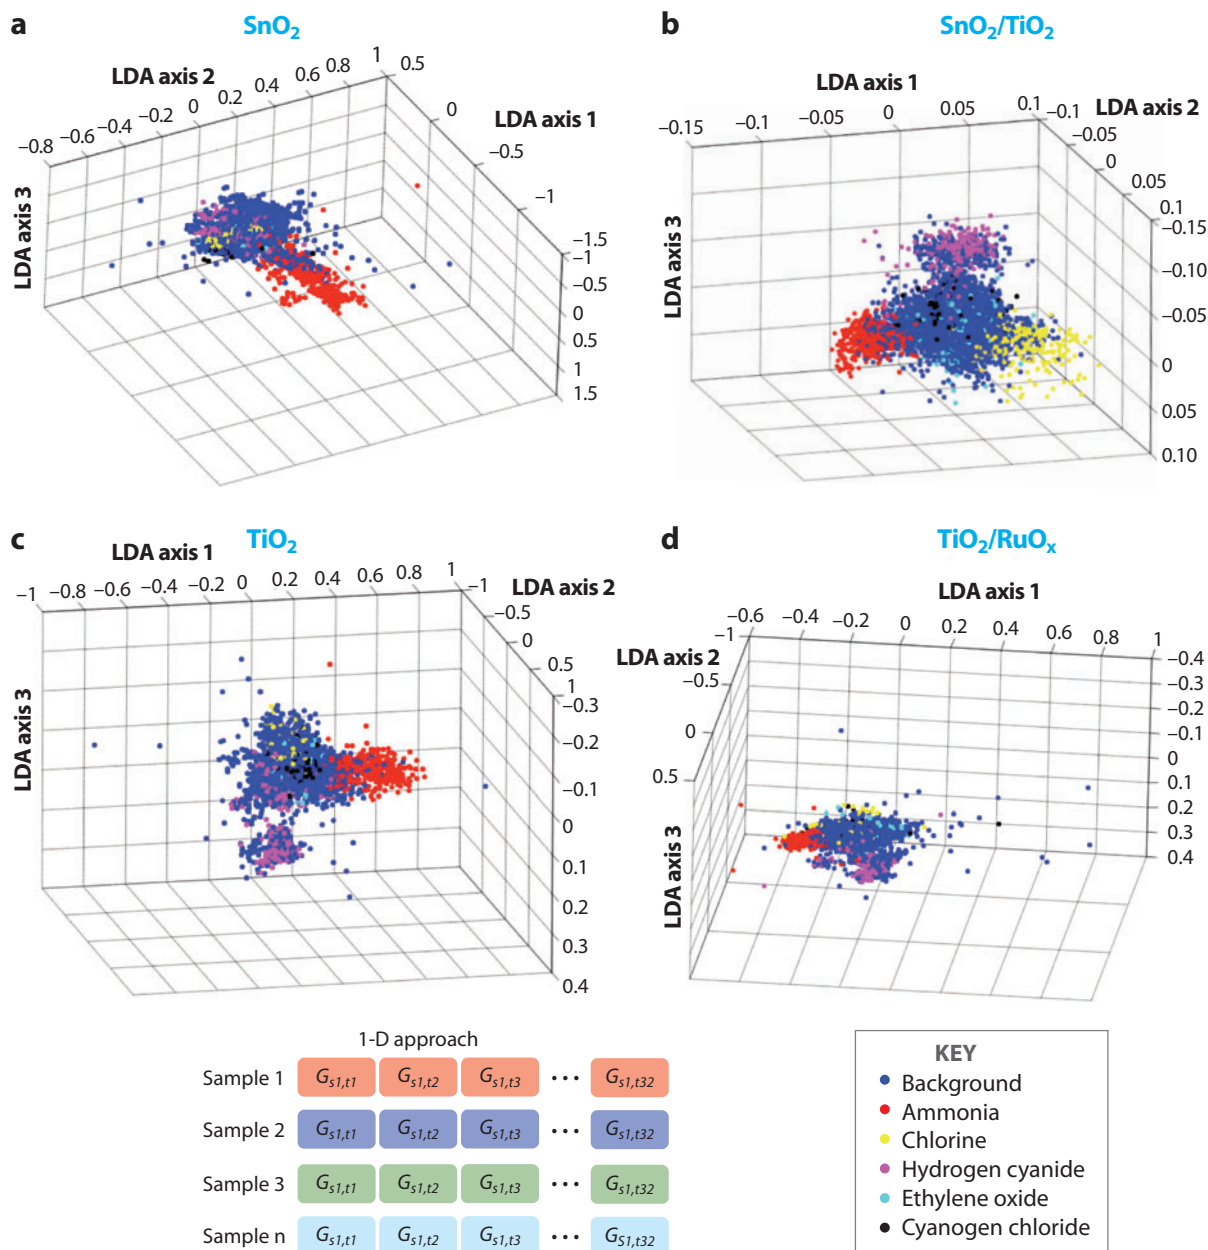 a
SnO2
LDA axis 2
−0.8 −0.6 −0.4 −0.2 0 0.2 0.4 0.6 0.8 1
0.5 0 −0.5 −1 −1.5
LDA axis 1
LDA axis 3
−1 −0.5 0 0.5 1 1.5
b
SnO2/TiO2
LDA axis 1
−0.15 −0.1 −0.05 0 0.05 0.1
LDA axis 2
−0.1 −0.05 0 0.05 0.1
LDA axis 3
−0.15 −0.10 −0.05 0 0.05 0.10
c
TiO2
LDA axis 1
−1 −0.8 −0.6 −0.4 −0.2 0 0.2 0.4 0.6 0.8 1
LDA axis 2
−1 −0.5 0 0.5 1
LDA axis 3
−0.3 −0.2 −0.1 0 0.1 0.2 0.3 0.4
d
TiO2/RuOx
LDA axis 1
−0.6 −0.4 −0.2 0 0.2 0.4 0.6 0.8 1
LDA axis 2
−1 −0.5 0 0.5
LDA axis 3
−0.4 −0.3 −0.2 −0.1 0 0.1 0.2 0.3 0.4
1-D approach
Sample 1 Gs1,t1 Gs1,t2 Gs1,t3 ••• Gs1,t32
Sample 2 Gs1,t1 Gs1,t2 Gs1,t3 ••• Gs1,t32
Sample 3 Gs1,t1 Gs1,t2 Gs1,t3 ••• Gs1,t32
Sample n Gs1,t1 Gs1,t2 Gs1,t3 ••• GS1,t32
KEY
Background
Ammonia
Chlorine
Hydrogen cyanide
Ethylene oxide
Cyanogen chloride